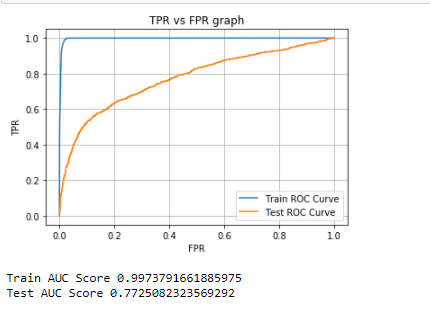 TPR vs FPR graph
1.0
0.8
0.6
0.4
0.2
0.0
TPR
0.0 0.2 0.4 0.6 0.8 1.0
FPR
Train ROC Curve
Test ROC Curve
Train AUC Score 0.9973791661885975
Test AUC Score 0.7725082323569292